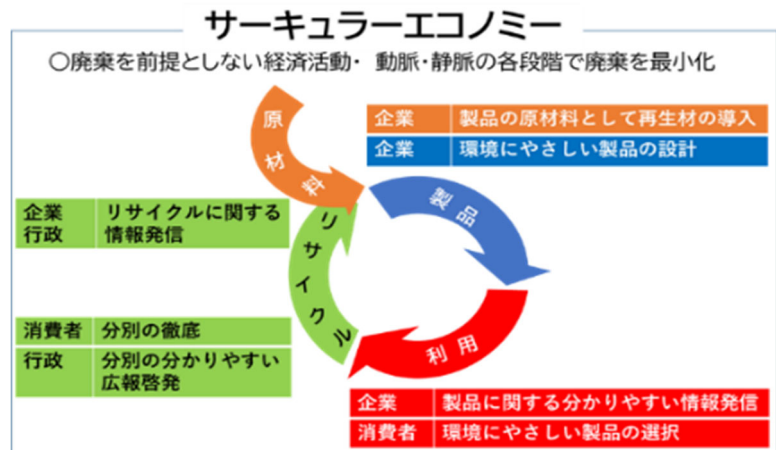 サーキュラーエコノミー
〇廃棄を前提としない経済活動・ 動脈・静脈の各段階で廃棄を最小化
原材料
企業 製品の原材料として再生材の導入
企業 環境にやさしい製品の設計
製品
企業 リサイクルに関する
行政 情報発信
リサイクル
消費者 分別の徹底
行政 分別の分かりやすい
広報啓発
利用
企業 製品に関する分かりやすい情報発信
消費者 環境にやさしい製品の選択